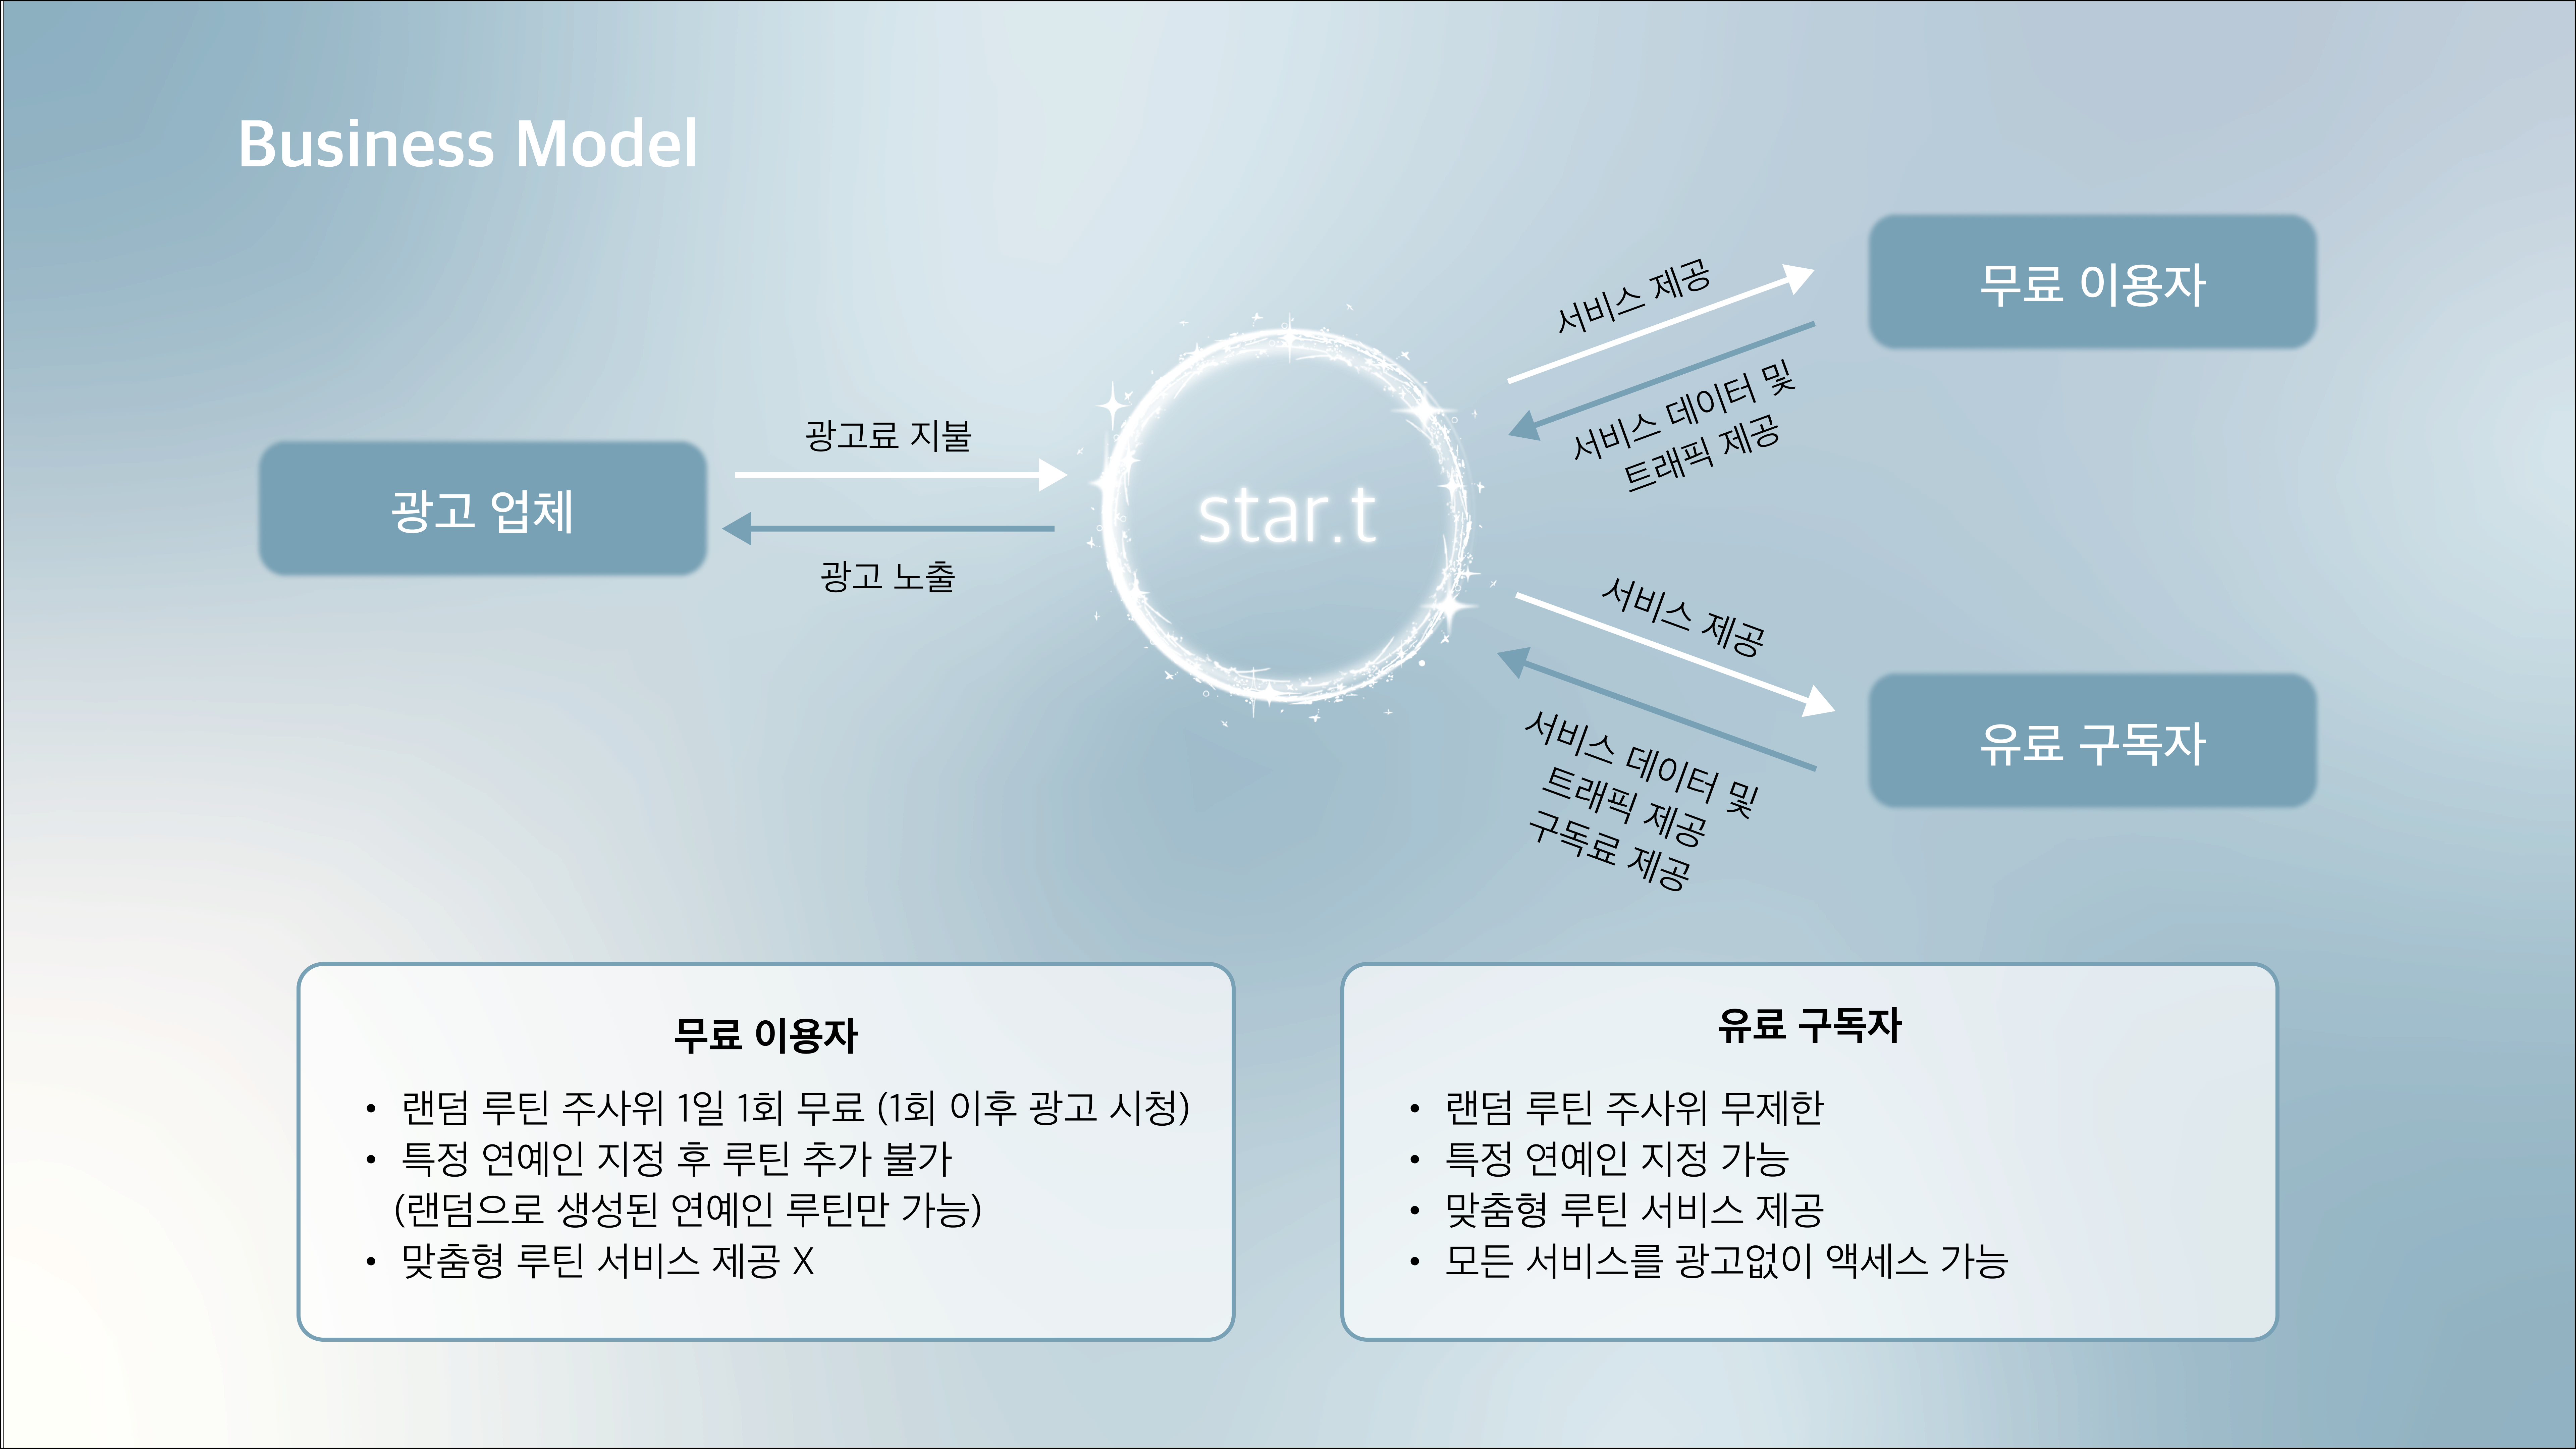 Business Model
무료 이용자
서비스 제공
서비스 데이터 및
트래픽 제공
광고료 지불
광고 업체
star.t
광고 노출
서비스 제공
유료 구독자
서비스 데이터 및
트래픽 제공
구독료 제공
무료 이용자
• 랜덤 루틴 주사위 1일 1회 무료 (1회 이후 광고 시청)
• 특정 연예인 지정 후 루틴 추가 불가
(랜덤으로 생성된 연예인 루틴만 가능)
• 맞춤형 루틴 서비스 제공 X
유료 구독자
• 랜덤 루틴 주사위 무제한
• 특정 연예인 지정 가능
• 맞춤형 루틴 서비스 제공
• 모든 서비스를 광고없이 액세스 가능